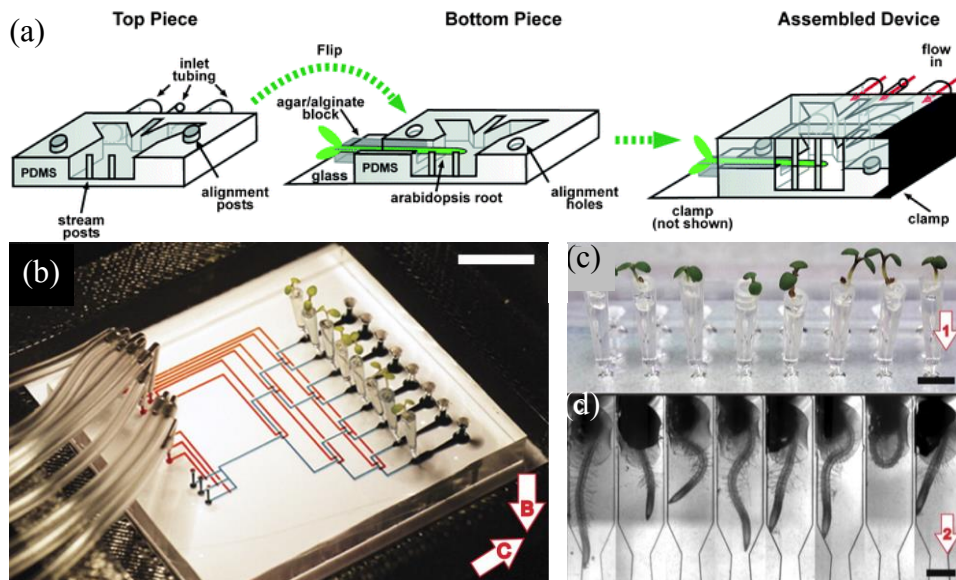 Top Piece
Bottom Piece
Assembled Device
(a)
inlet
tubing
Flip
flow
in
agar/alginate
block
PDMS
glass
PDMS
alignment
posts
stream
posts
arabidopsis root
alignment
holes
clamp
(not shown)
clamp
(b)
B
C
(c)
1
(d)
2